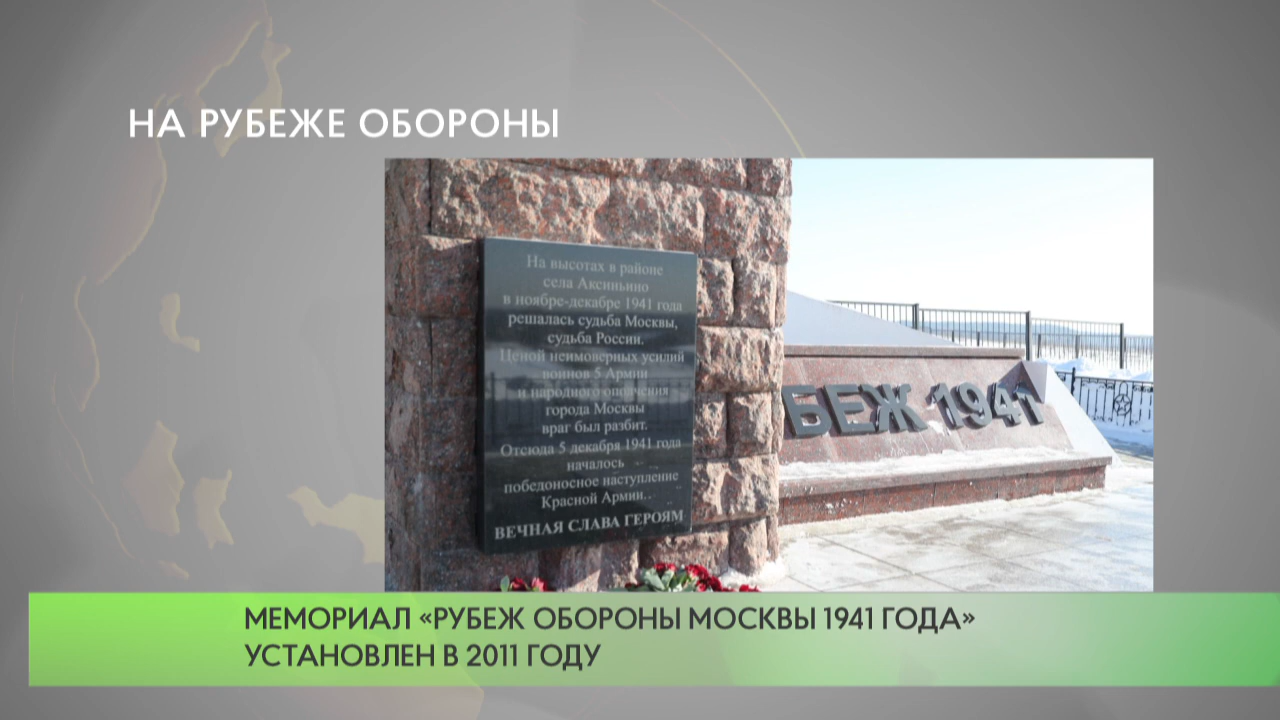 НА РУБЕЖЕ ОБОРОНЫ
На высотах в районе
села Аксиньино
в ноябре-декабре 1941 года
решалась судьба Москвы,
судьба России.
Ценой неимоверных усилий
воинов 5 Армии
и народного ополчения
города Москвы
враг был разбит.
Отсюда 5 декабря 1941 года
началось
победоносное наступление
Красной Армии..
ВЕЧНАЯ СЛАВА ГЕРОЯМ
БЕЖ 1941
МЕМОРИАЛ «РУБЕЖ ОБОРОНЫ МОСКВЫ 1941 ГОДА»
УСТАНОВЛЕН В 2011 ГОДУ